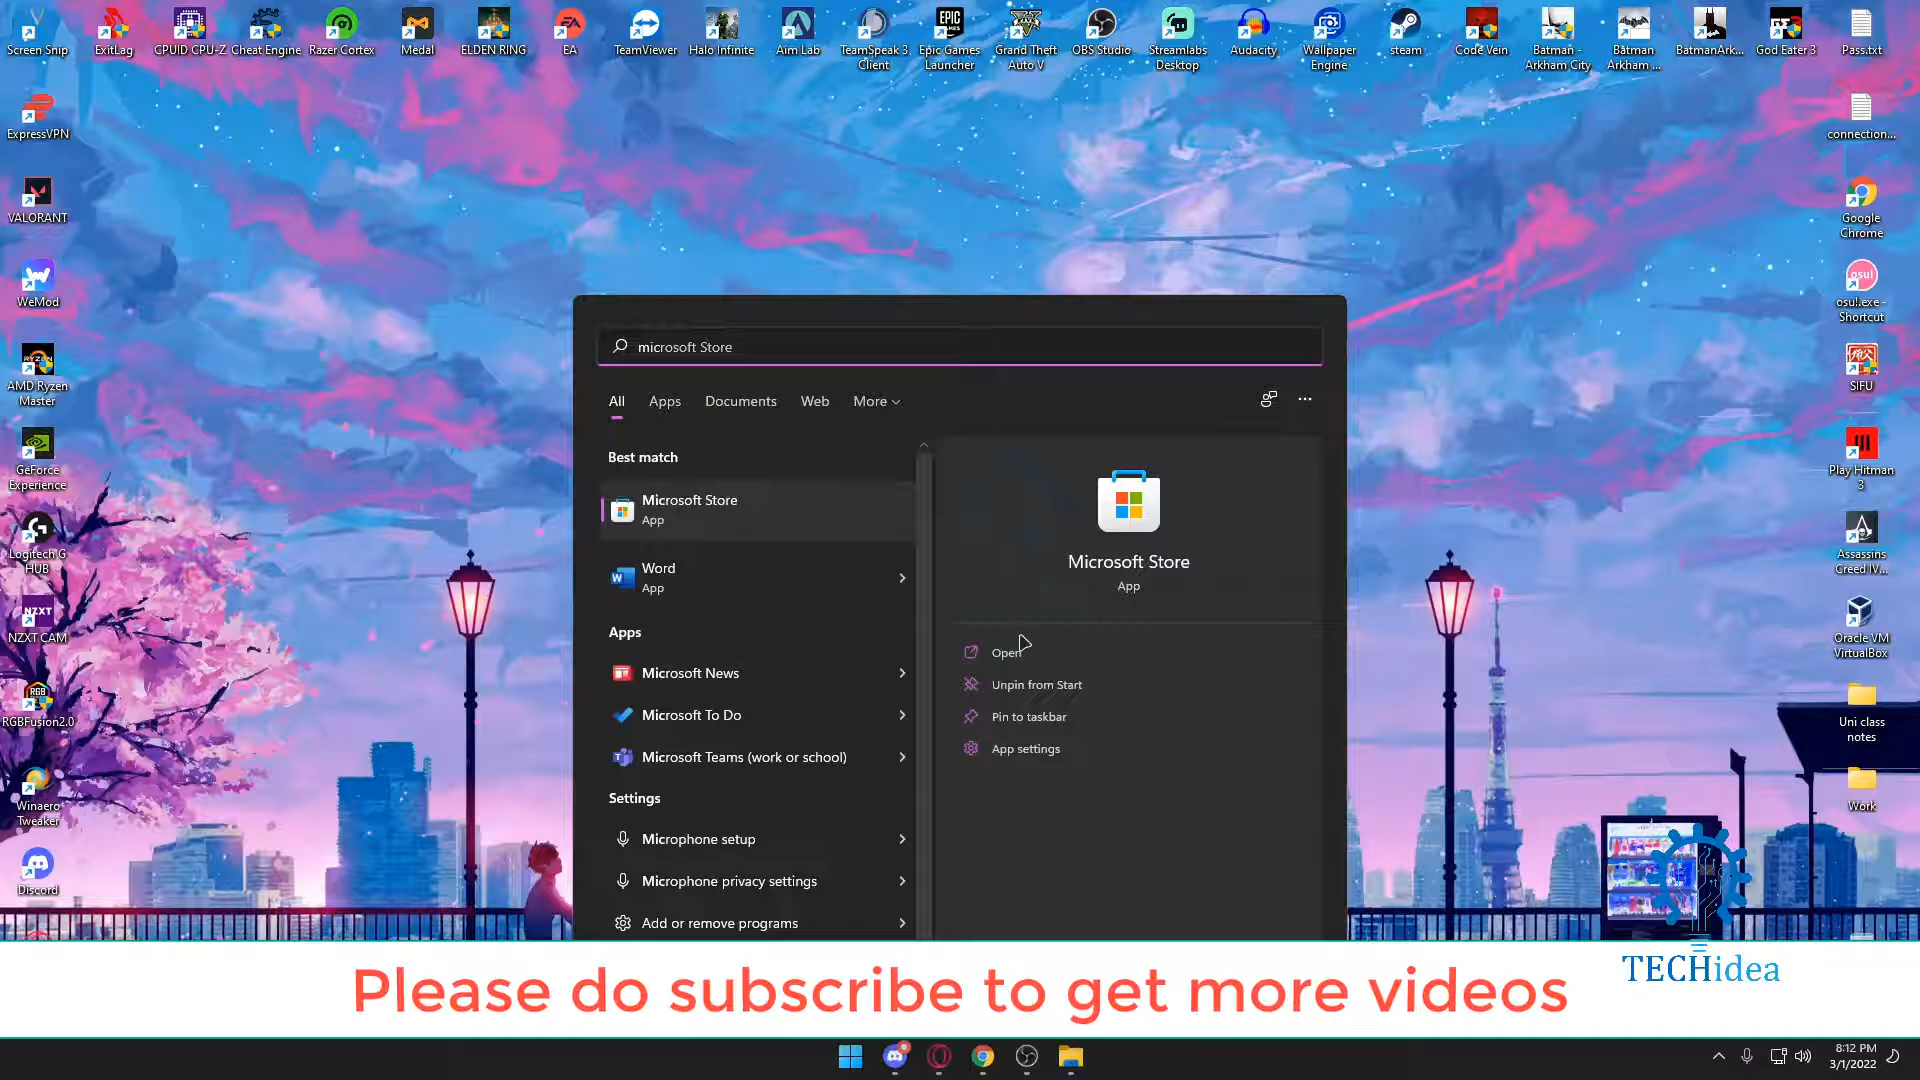 Screen Snip
ExitLag
CPUID CPU-Z
Cheat Engine
Razer Cortex
Medal
ELDEN RING
EA
TeamViewer
Halo Infinite
Aim Lab
TeamSpeak 3
Client
Epic Games
Launcher
Grand Theft
Auto V
OBS Studio
Streamlabs
Desktop
Audacity
Wallpaper
Engine
steam
Code Vein
Batman -
Arkham City
Batman
Arkham ...
BatmanArk...
God Eater 3
Pass.txt
ExpressVPN
connection...
VALORANT
Google
Chrome
WeMod
osu!.exe -
Shortcut
AMD Ryzen
Master
SIFU
GeForce
Experience
Play Hitman
3
Logitech G
HUB
Assassins
Creed IV...
NZXT CAM
Oracle VM
VirtualBox
RGBFusion2.0
Uni class
notes
Winaero
Tweaker
Work
Discord
microsoft Store
All
Apps
Documents
Web
More
Best match
Microsoft Store
App
Word
App
Apps
Microsoft News
Microsoft To Do
Microsoft Teams (work or school)
Settings
Microphone setup
Microphone privacy settings
Add or remove programs
Microsoft Store
App
Open
Unpin from Start
Pin to taskbar
App settings
TECHidea
Please do subscribe to get more videos
8:12 PM
3/1/2022